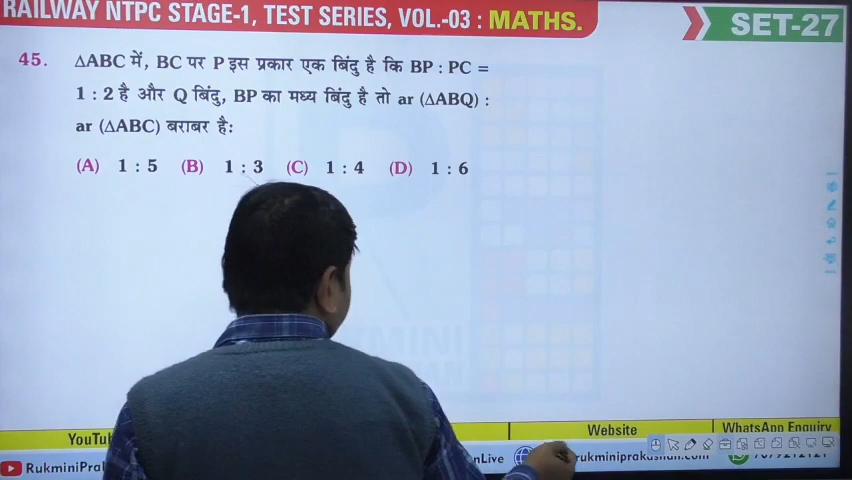 RAILWAY NTPC STAGE-1, TEST SERIES, VOL.-03 : MATHS.
SET-27
45. ΔABC में, BC पर P इस प्रकार एक बिंदु है कि BP : PC =
1 : 2 है और Q बिंदु, BP का मध्य बिंदु है तो ar (ΔABQ) :
ar (ΔABC) बराबर है:
(A) 1 : 5 (B) 1 : 3 (C) 1 : 4 (D) 1 : 6
Website
WhatsApp Enquiry